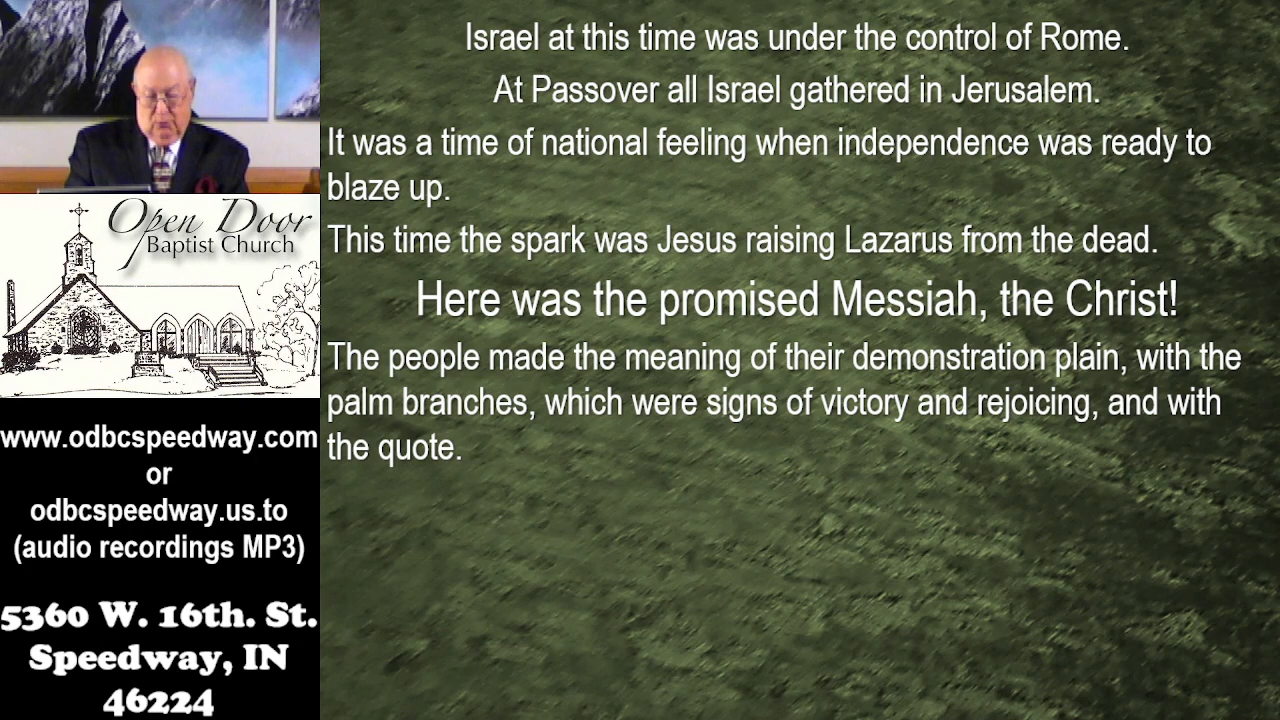 Israel at this time was under the control of Rome.
At Passover all Israel gathered in Jerusalem.
It was a time of national feeling when independence was ready to
blaze up.
This time the spark was Jesus raising Lazarus from the dead.
Here was the promised Messiah, the Christ!
The people made the meaning of their demonstration plain, with the
palm branches, which were signs of victory and rejoicing, and with
the quote.
Open Door
Baptist Church
www.odbcspeedway.com
or
odbcspeedway.us.to
(audio recordings MP3)
5360 W. 16th. St.
Speedway, IN
46224